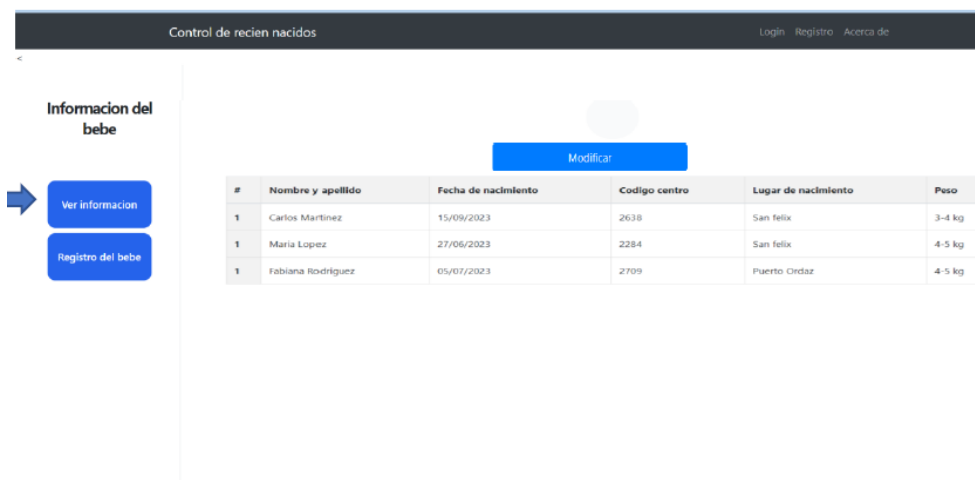 Control de recien nacidos Login Registro Acerca de
<
Informacion del
bebe
Ver informacion
Registro del bebe
Modificar
# Nombre y apellido Fecha de nacimiento Codigo centro Lugar de nacimiento Peso
1 Carlos Martinez 15/09/2023 2638 San felix 3-4 kg
1 Maria Lopez 27/06/2023 2284 San felix 4-5 kg
1 Fabiana Rodriguez 05/07/2023 2709 Puerto Ordaz 4-5 kg